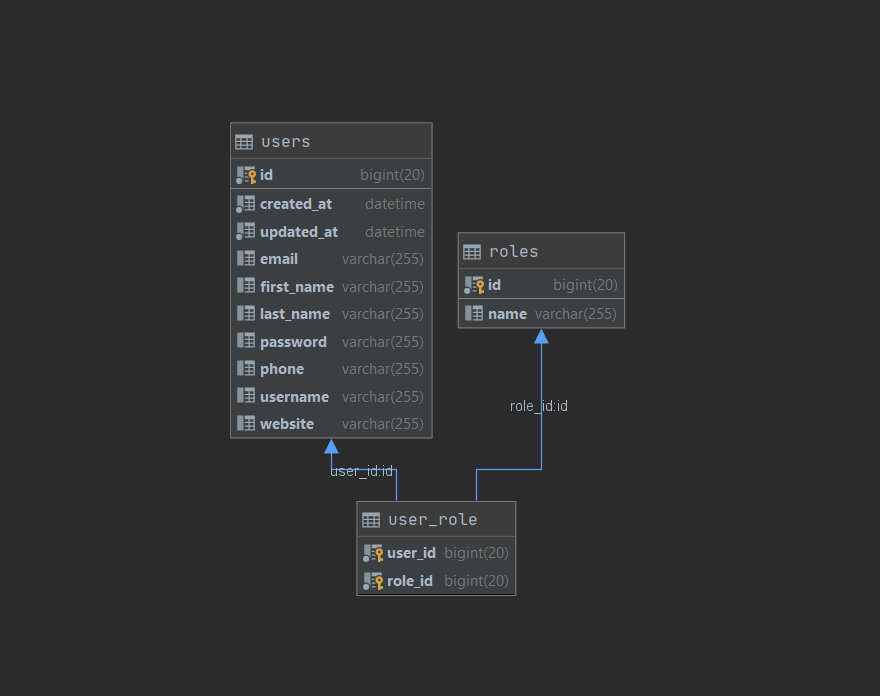 users
id bigint(20)
created_at datetime
updated_at datetime
email varchar(255)
first_name varchar(255)
last_name varchar(255)
password varchar(255)
phone varchar(255)
username varchar(255)
website varchar(255)
roles
id bigint(20)
name varchar(255)
role_id:id
user_id:id
user_role
user_id bigint(20)
role_id bigint(20)